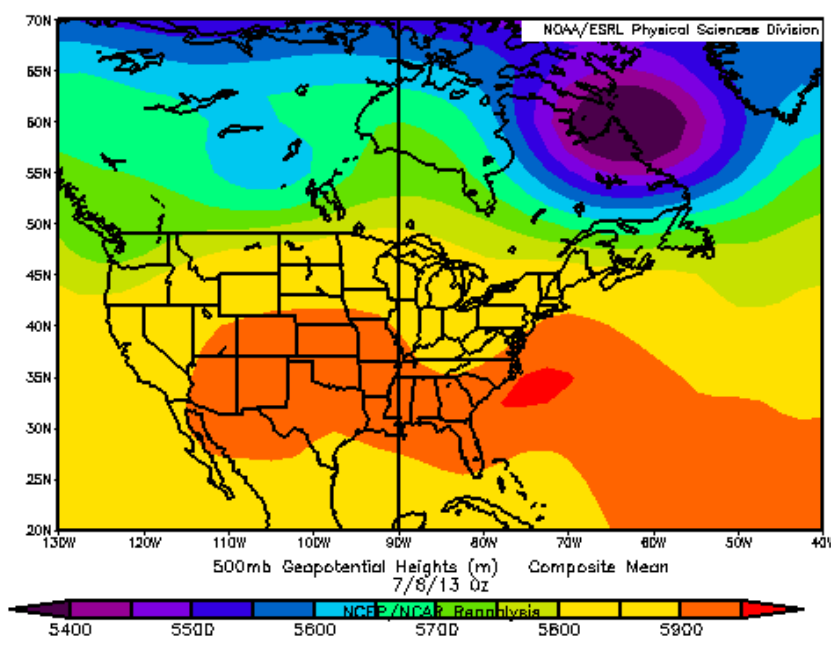 NOAA/ESRL Physical Sciences Division
70N
65N
60N
55N
50N
45N
40N
35N
30N
25N
20N
130W 120W 110W 100W 90W 80W 70W 60W 50W 40W
500mb Geopotential Heights (m) Composite Mean
7/8/13 0z
NCEP/NCAR Reanalysis
5400 5500 5600 5700 5800 5900